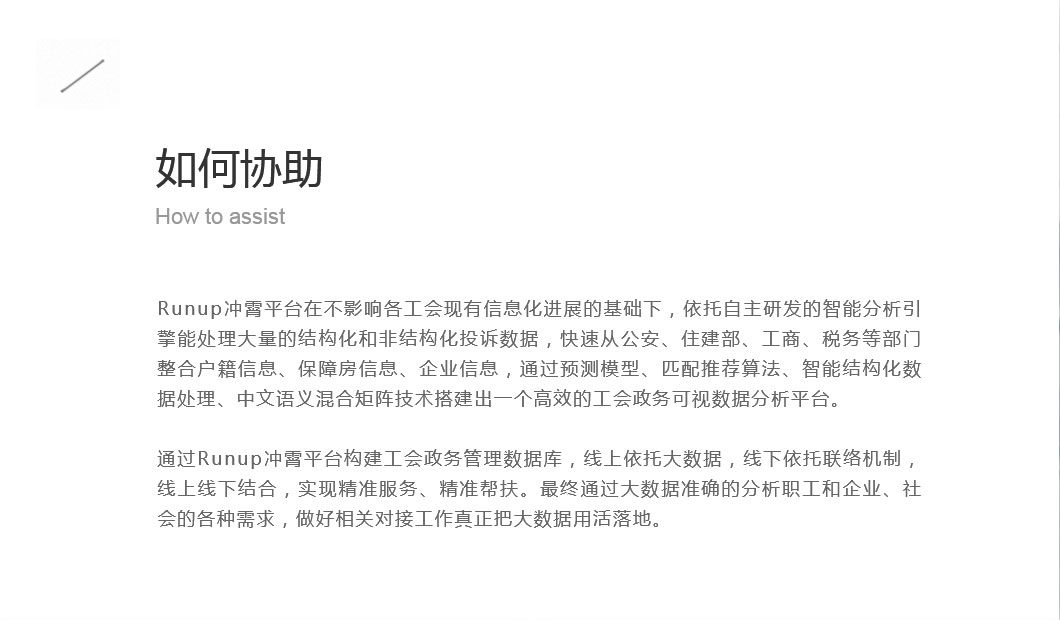 如何协助
How to assist
Runup冲霄平台在不影响各工会现有信息化进展的基础下，依托自主研发的智能分析引
擎能处理大量的结构化和非结构化投诉数据，快速从公安、住建部、工商、税务等部门
整合户籍信息、保障房信息、企业信息，通过预测模型、匹配推荐算法、智能结构化数
据处理、中文语义混合矩阵技术搭建出一个高效的工会政务可视数据分析平台。
通过Runup冲霄平台构建工会政务管理数据库，线上依托大数据，线下依托联络机制，
线上线下结合，实现精准服务、精准帮扶。最终通过大数据准确的分析职工和企业、社
会的各种需求，做好相关对接工作真正把大数据用活落地。